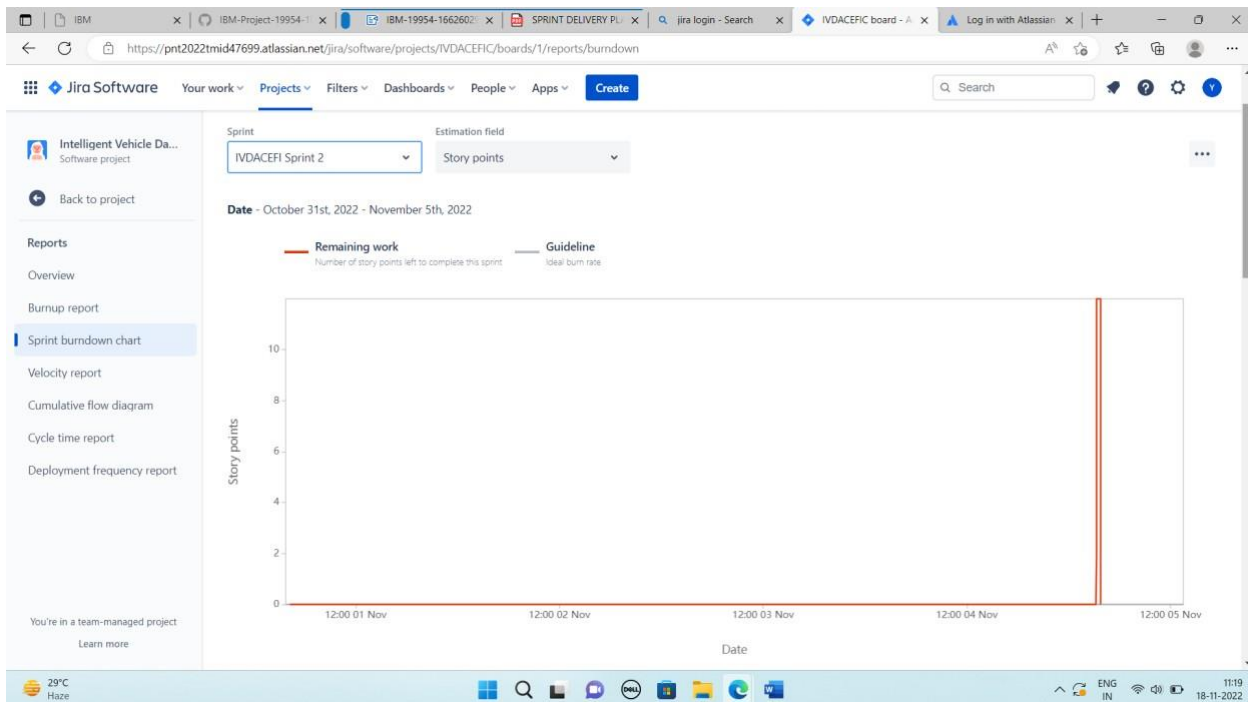 IBM
IBM-Project-19954-1
IBM-19954-1662602
SPRINT DELIVERY PL
jira login - Search
IVDACEFIC board - A
Log in with Atlassian
https://pnt2022tmid47699.atlassian.net/jira/software/projects/IVDACEFIC/boards/1/reports/burndown
Jira Software Your work Projects Filters Dashboards People Apps Create Search Y
Intelligent Vehicle Da...
Software project
Back to project
Reports
Overview
Burnup report
Sprint burndown chart
Velocity report
Cumulative flow diagram
Cycle time report
Deployment frequency report
You're in a team-managed project
Learn more
Sprint Estimation field
IVDACEFI Sprint 2 Story points
Date - October 31st, 2022 - November 5th, 2022
Remaining work Guideline
Number of story points left to complete this sprint Ideal burn rate
10
8
6
4
2
0
Story points
12:00 01 Nov 12:00 02 Nov 12:00 03 Nov 12:00 04 Nov 12:00 05 Nov
Date
29°C
Haze
DELL
ENG
IN
11:19
18-11-2022